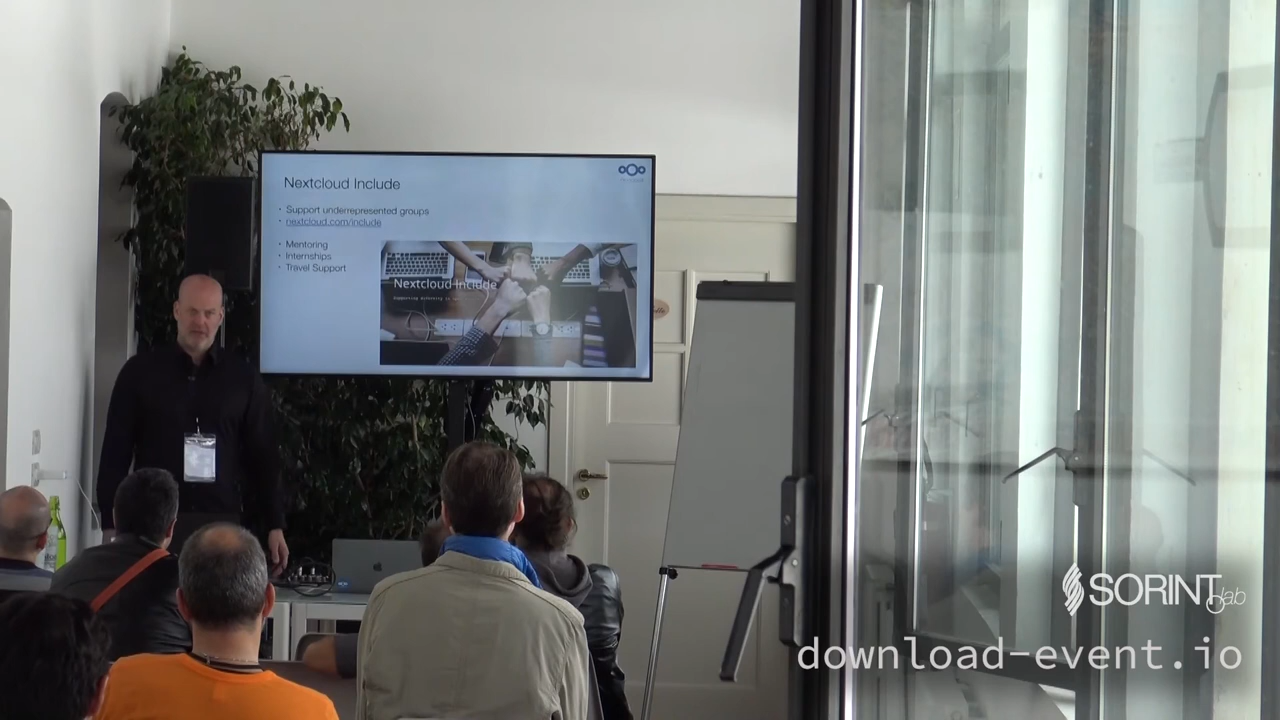 Nextcloud Include
• Support underrepresented groups
• nextcloud.com/include
• Mentoring
• Internships
• Travel Support
Nextcloud Include
SORINT lab
download-event.io